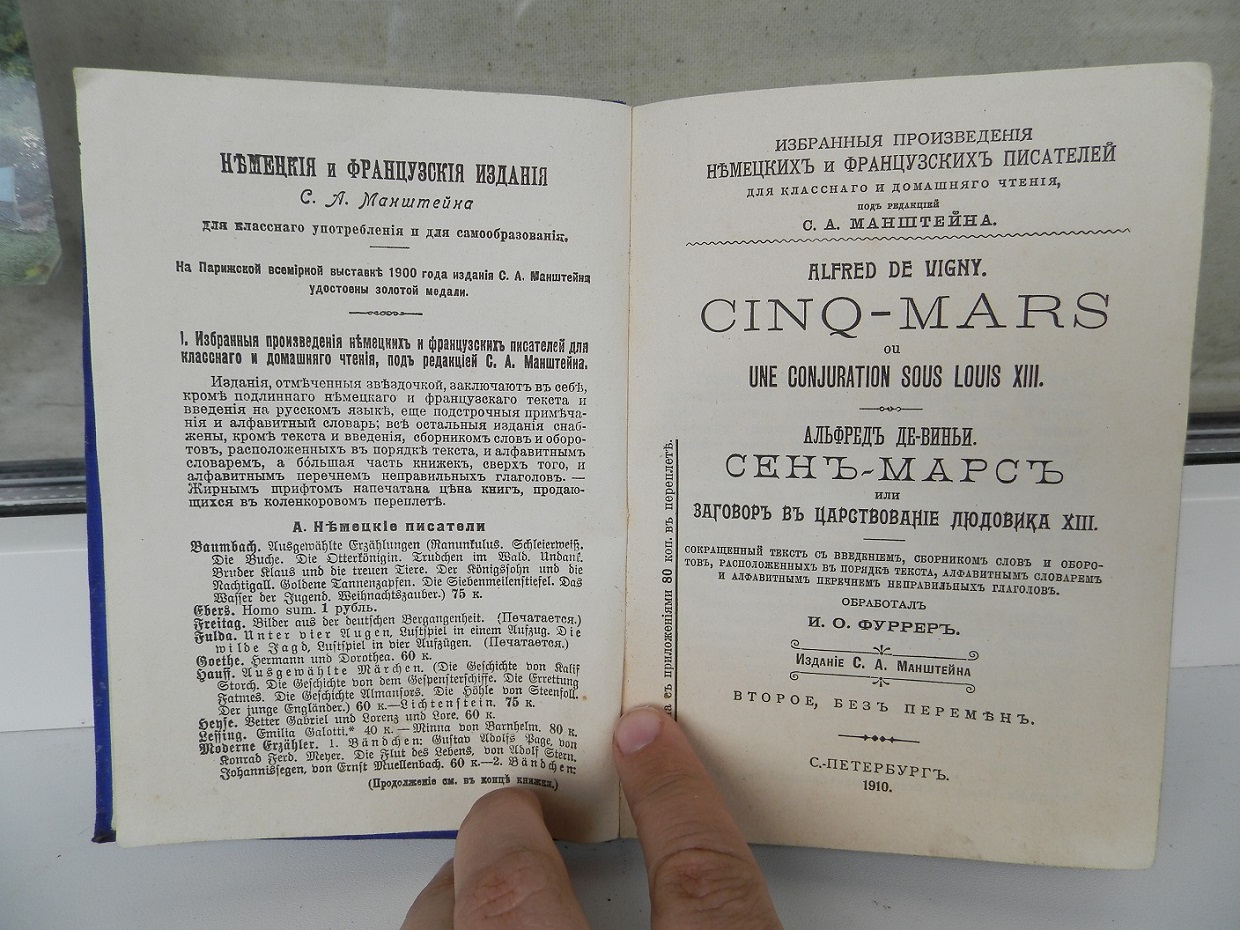 НѢМЕЦКІЯ и ФРАНЦУЗСКІЯ ИЗДАНІЯ
С. А. Манштейна
для класснаго употребленія и для самообразованія.
На Парижской всемірной выставкѣ 1900 года изданія С. А. Манштейна
удостоены золотой медали.
I. Избранныя произведенія нѣмецкихъ и французскихъ писателей для
класснаго и домашняго чтенія, подъ редакціей С. А. Манштейна.
Изданія, отмѣченныя звѣздочкой, заключаютъ въ себѣ,
кромѣ подлиннаго нѣмецкаго и французскаго текста и
введенія на русскомъ языкѣ, еще подстрочныя примѣча-
нія и алфавитный словарь; всѣ остальныя изданія снаб-
жены, кромѣ текста и введенія, сборникомъ словъ и оборо-
товъ, расположенныхъ въ порядкѣ текста, и алфавитнымъ
словаремъ, а бо́льшая часть книжекъ, сверхъ того, и
алфавитнымъ перечнемъ неправильныхъ глаголовъ. —
Жирнымъ шрифтомъ напечатана цѣна книгъ, продаю-
щихся въ коленкоровомъ переплетѣ.
А. Нѣмецкіе писатели
Baumbach. Ausgewählte Erzählungen (Ranunkulus. Schleierweiß.
Die Buche. Die Otterkönigin. Trudchen im Wald. Undank.
Bruder Klaus und die treuen Tiere. Der Königssohn und die
Nachtigall. Goldene Tannenzapfen. Die Siebenmeilenstiefel. Das
Wasser der Jugend. Weihnachtszauber.) 75 к.
Ebers. Homo sum. 1 рубль.
Freitag. Bilder aus der deutschen Vergangenheit. (Печатается.)
Fulda. Unter vier Augen, Lustspiel in einem Aufzug. Die
wilde Jagd, Lustspiel in vier Aufzügen. (Печатается.)
Goethe. Hermann und Dorothea. 60 к.
Hauff. Ausgewählte Märchen. (Die Geschichte von Kalif
Storch. Die Geschichte von dem Gespensterschiffe. Die Errettung
Fatmes. Die Geschichte Almansors. Die Höhle von Steenfoll.
Der junge Engländer.) 60 к.—Lichtenstein. 75 к.
Heyse. Vetter Gabriel und Lorenz und Lore. 60 к.
Lessing. Emilia Galotti.* 40 к. — Minna von Barnhelm. 80 к.
Moderne Erzähler. 1. Bändchen: Gustav Adolfs Page, von
Konrad Ferd. Meyer. Die Flut des Lebens, von Adolf Stern.
Johannissegen, von Ernst Muellenbach. 60 к.—2. Bändchen:
(Продолженіе см. въ концѣ книжки.)
ИЗБРАННЫЯ ПРОИЗВЕДЕНІЯ
НѢМЕЦКИХЪ и ФРАНЦУЗСКИХЪ ПИСАТЕЛЕЙ
ДЛЯ КЛАССНАГО И ДОМАШНЯГО ЧТЕНІЯ,
ПОДЪ РЕДАКЦІЕЙ
С. А. МАНШТЕЙНА.
ALFRED DE VIGNY.
CINQ-MARS
ou
UNE CONJURATION SOUS LOUIS XIII.
АЛЬФРЕДЪ ДЕ-ВИНЬИ.
СЕНЪ-МАРСЪ
или
ЗАГОВОРЪ ВЪ ЦАРСТВОВАНІЕ ЛЮДОВИКА XIII.
СОКРАЩЕННЫЙ ТЕКСТЪ СЪ ВВЕДЕНІЕМЪ, СБОРНИКОМЪ СЛОВЪ И ОБОРО-
ТОВЪ, РАСПОЛОЖЕННЫХЪ ВЪ ПОРЯДКѢ ТЕКСТА, АЛФАВИТНЫМЪ СЛОВАРЕМЪ
И АЛФАВИТНЫМЪ ПЕРЕЧНЕМЪ НЕПРАВИЛЬНЫХЪ ГЛАГОЛОВЪ.
ОБРАБОТАЛЪ
И. О. ФУРРЕРЪ.
Изданіе С. А. Манштейна
ВТОРОЕ, БЕЗЪ ПЕРЕМѢНЪ.
С.-ПЕТЕРБУРГЪ.
1910.
съ приложеніями 80 коп. въ переплетѣ.